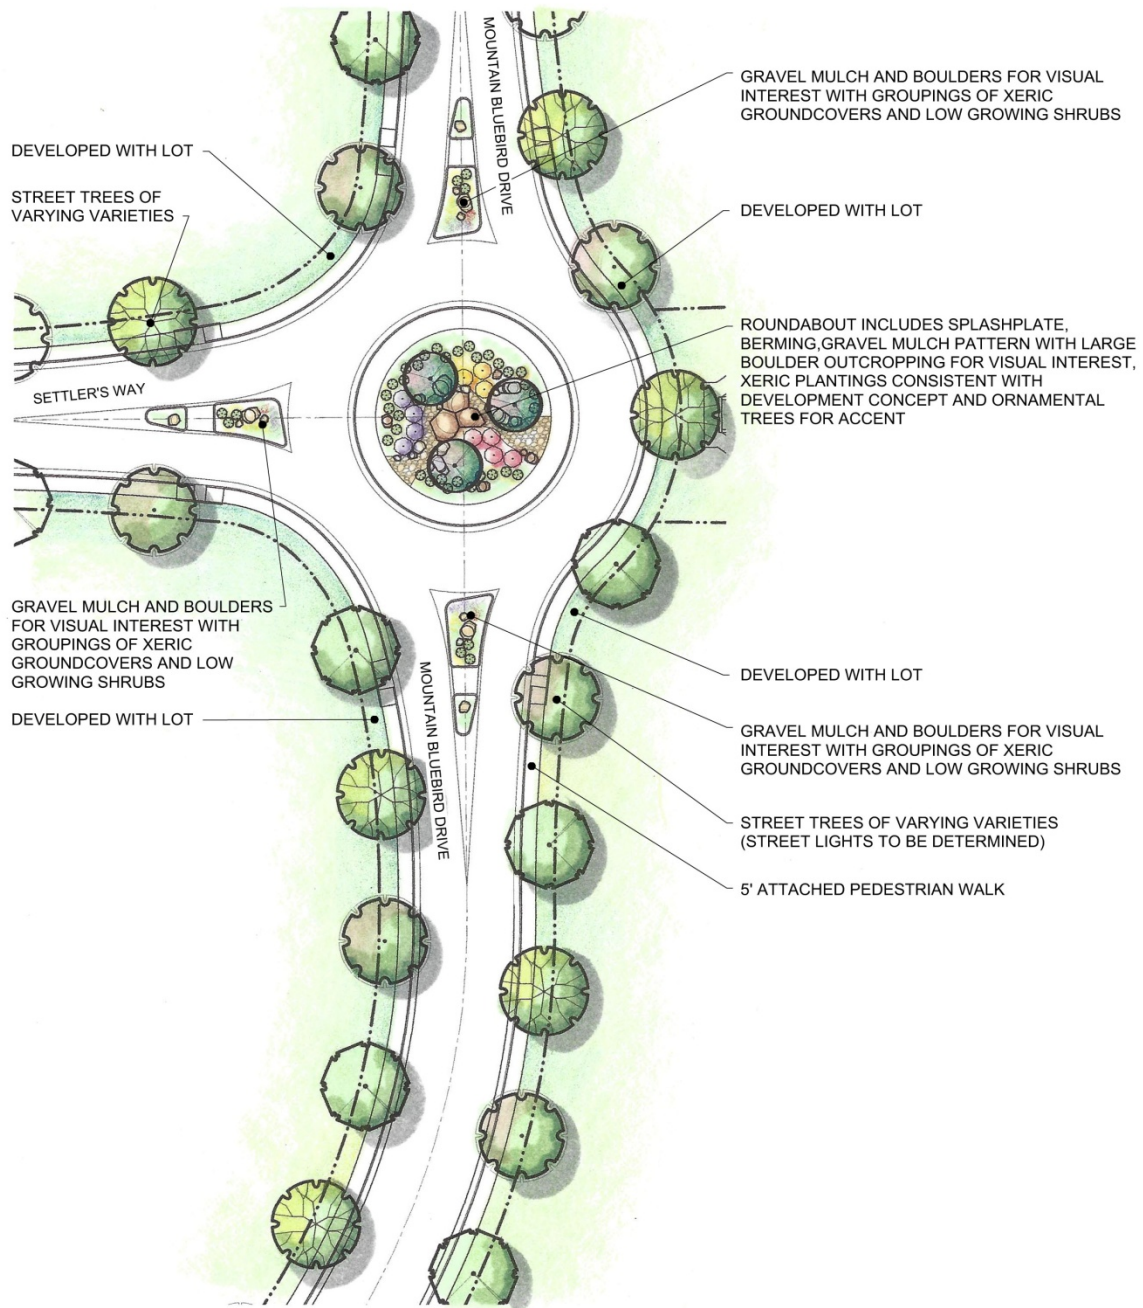 MOUNTAIN BLUEBIRD DRIVE
GRAVEL MULCH AND BOULDERS FOR VISUAL
INTEREST WITH GROUPINGS OF XERIC
GROUNDCOVERS AND LOW GROWING SHRUBS
DEVELOPED WITH LOT
STREET TREES OF
VARYING VARIETIES
DEVELOPED WITH LOT
ROUNDABOUT INCLUDES SPLASHPLATE,
BERMING,GRAVEL MULCH PATTERN WITH LARGE
BOULDER OUTCROPPING FOR VISUAL INTEREST,
XERIC PLANTINGS CONSISTENT WITH
DEVELOPMENT CONCEPT AND ORNAMENTAL
TREES FOR ACCENT
SETTLER'S WAY
GRAVEL MULCH AND BOULDERS
FOR VISUAL INTEREST WITH
GROUPINGS OF XERIC
GROUNDCOVERS AND LOW
GROWING SHRUBS
DEVELOPED WITH LOT
MOUNTAIN BLUEBIRD DRIVE
DEVELOPED WITH LOT
GRAVEL MULCH AND BOULDERS FOR VISUAL
INTEREST WITH GROUPINGS OF XERIC
GROUNDCOVERS AND LOW GROWING SHRUBS
STREET TREES OF VARYING VARIETIES
(STREET LIGHTS TO BE DETERMINED)
5' ATTACHED PEDESTRIAN WALK